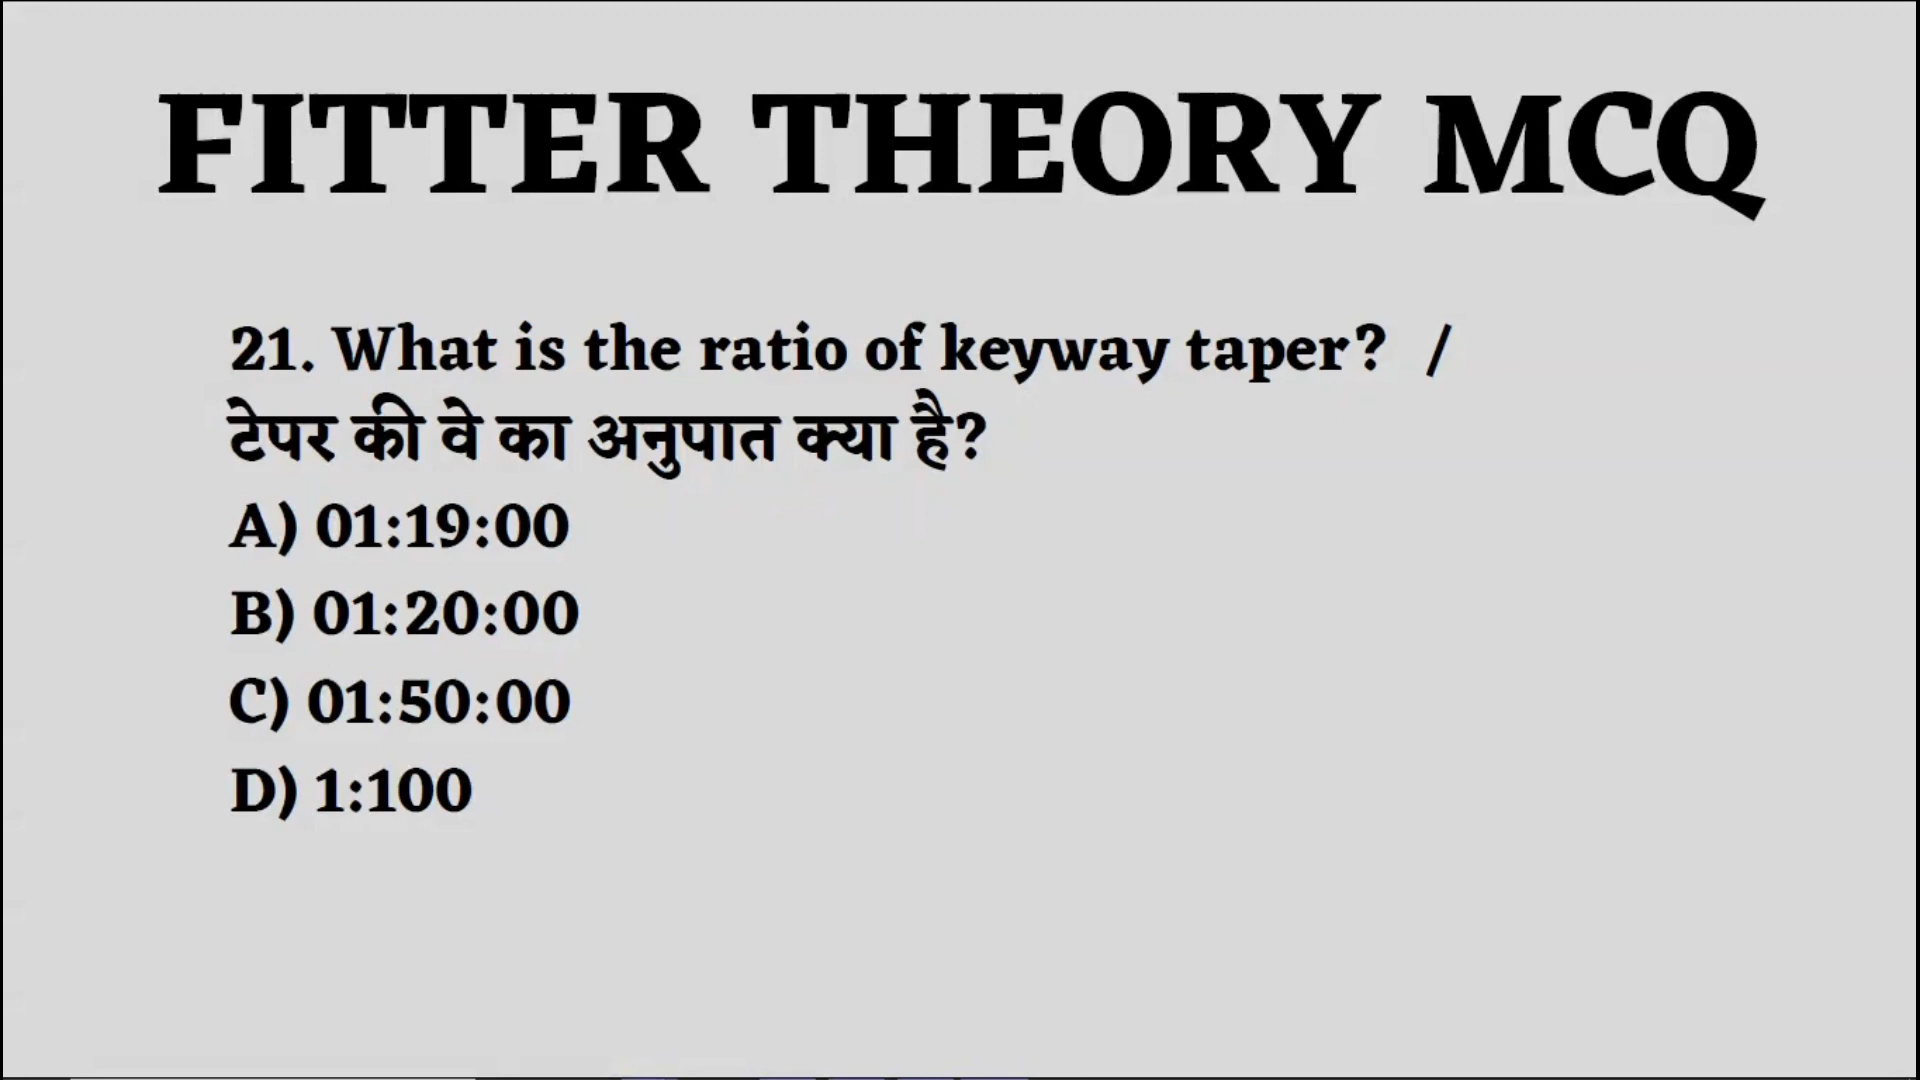 FITTER THEORY MCQ
21. What is the ratio of keyway taper? /
टेपर की वे का अनुपात क्या है?
A) 01:19:00
B) 01:20:00
C) 01:50:00
D) 1:100